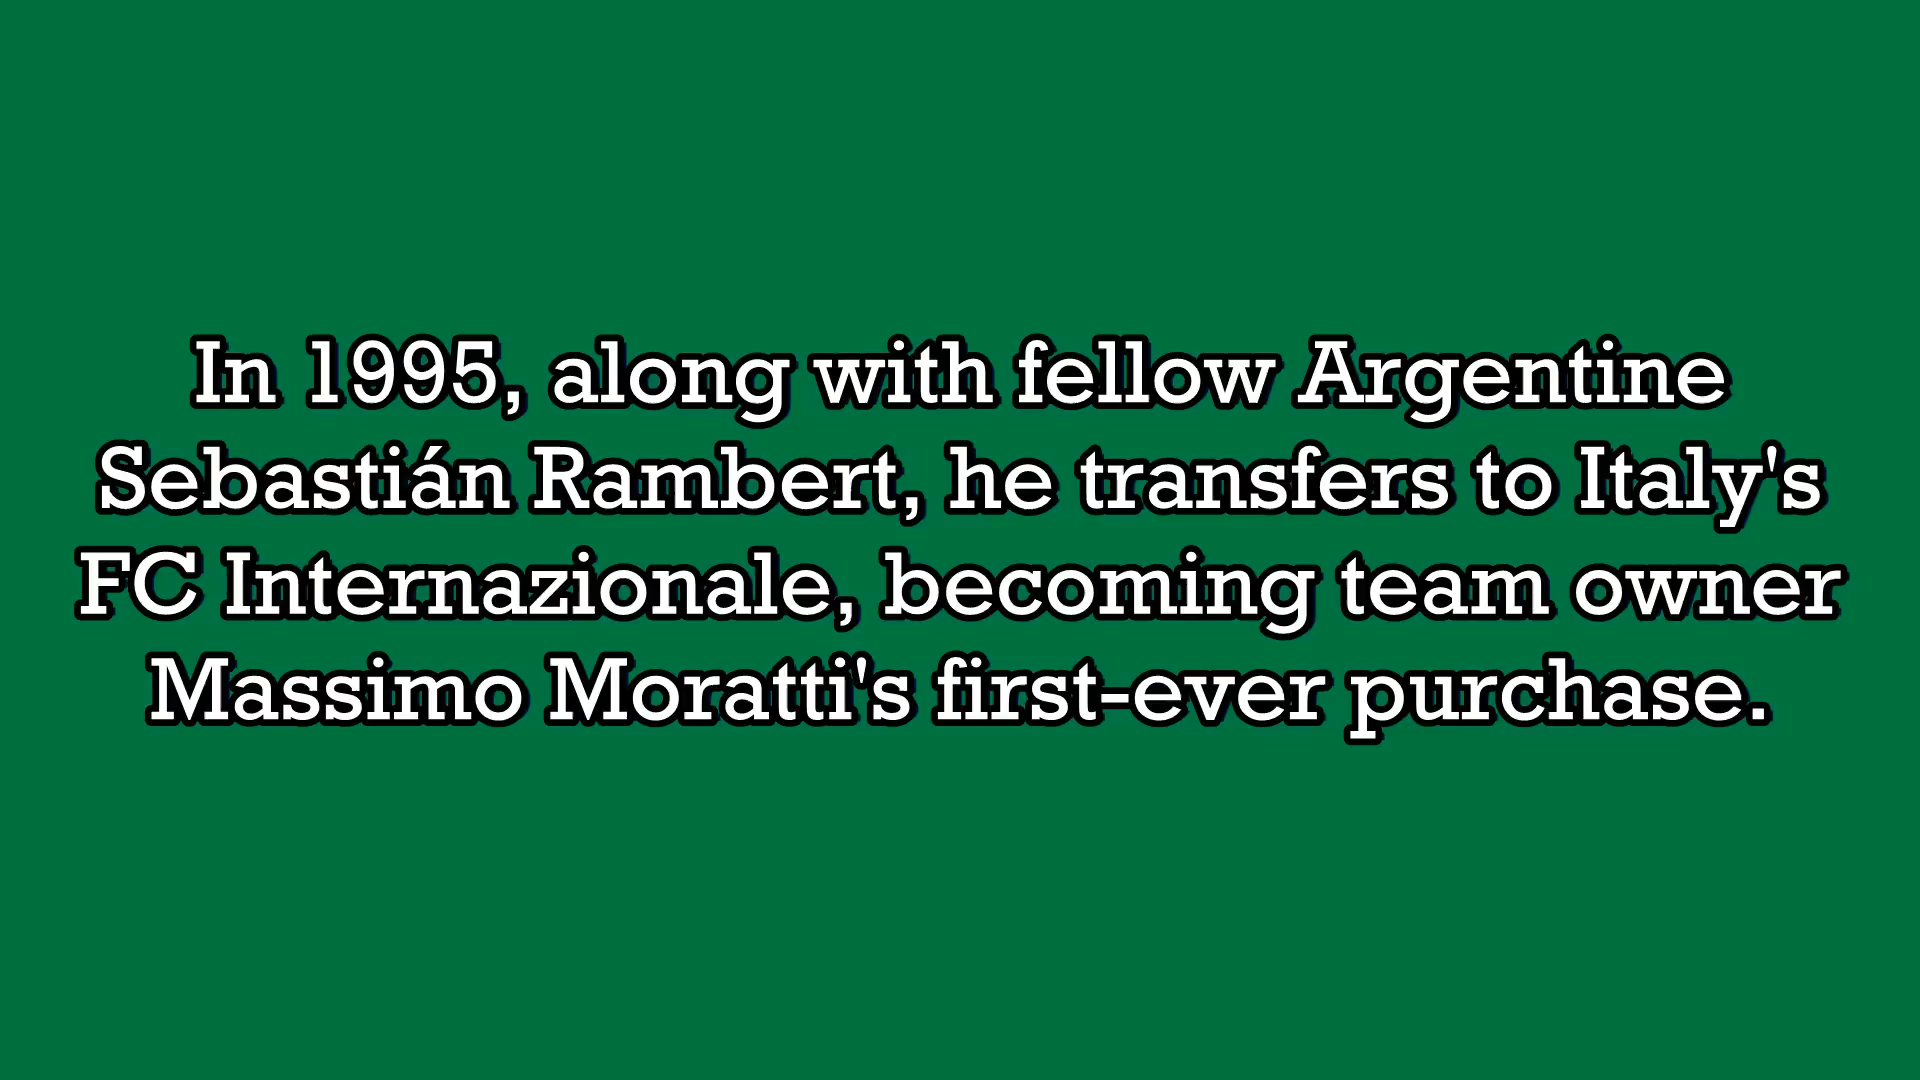 In 1995, along with fellow Argentine
Sebastián Rambert, he transfers to Italy's
FC Internazionale, becoming team owner
Massimo Moratti's first-ever purchase.